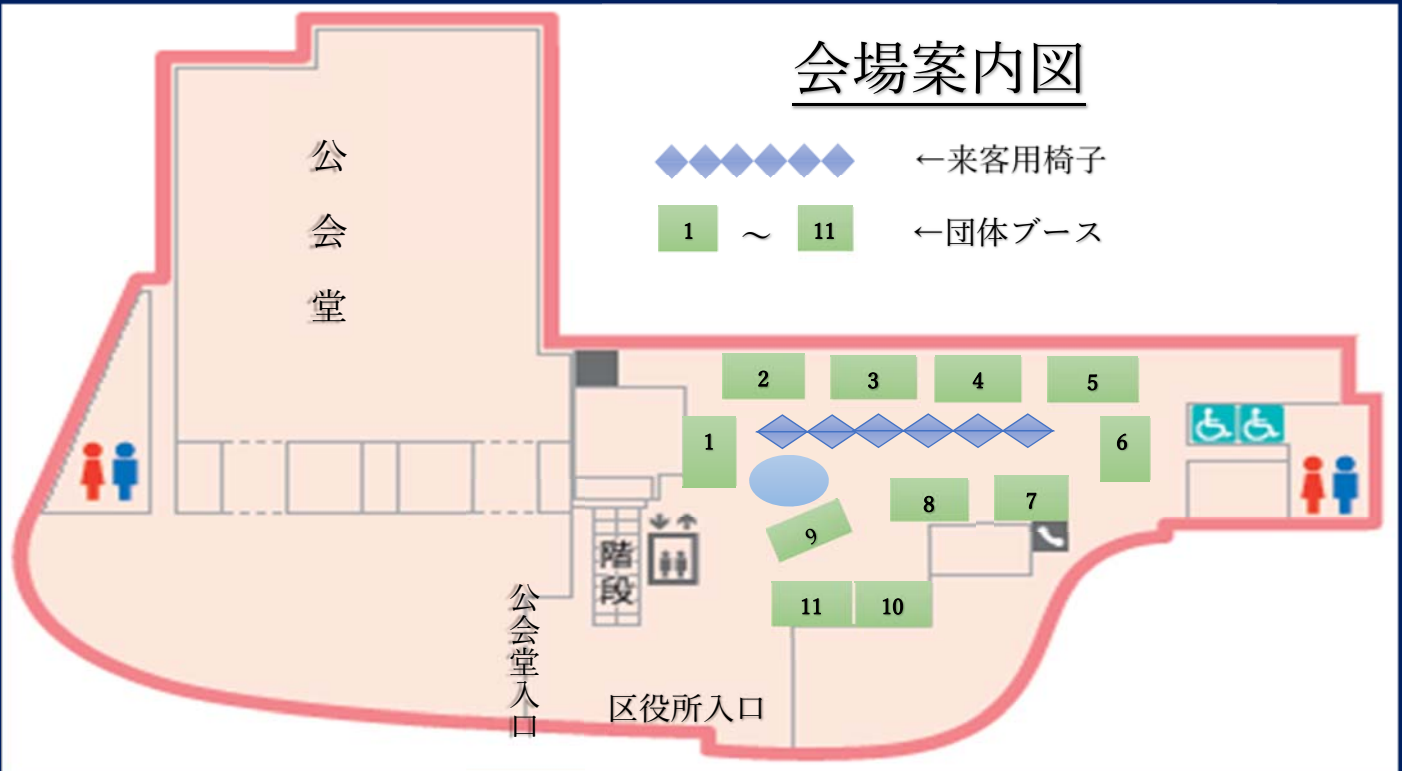 会場案内図
←来客用椅子
1 ～ 11 ←団体ブース
公会堂
2 3 4 5
1
6
8 7
9
階段
11 10
公会堂入口
区役所入口